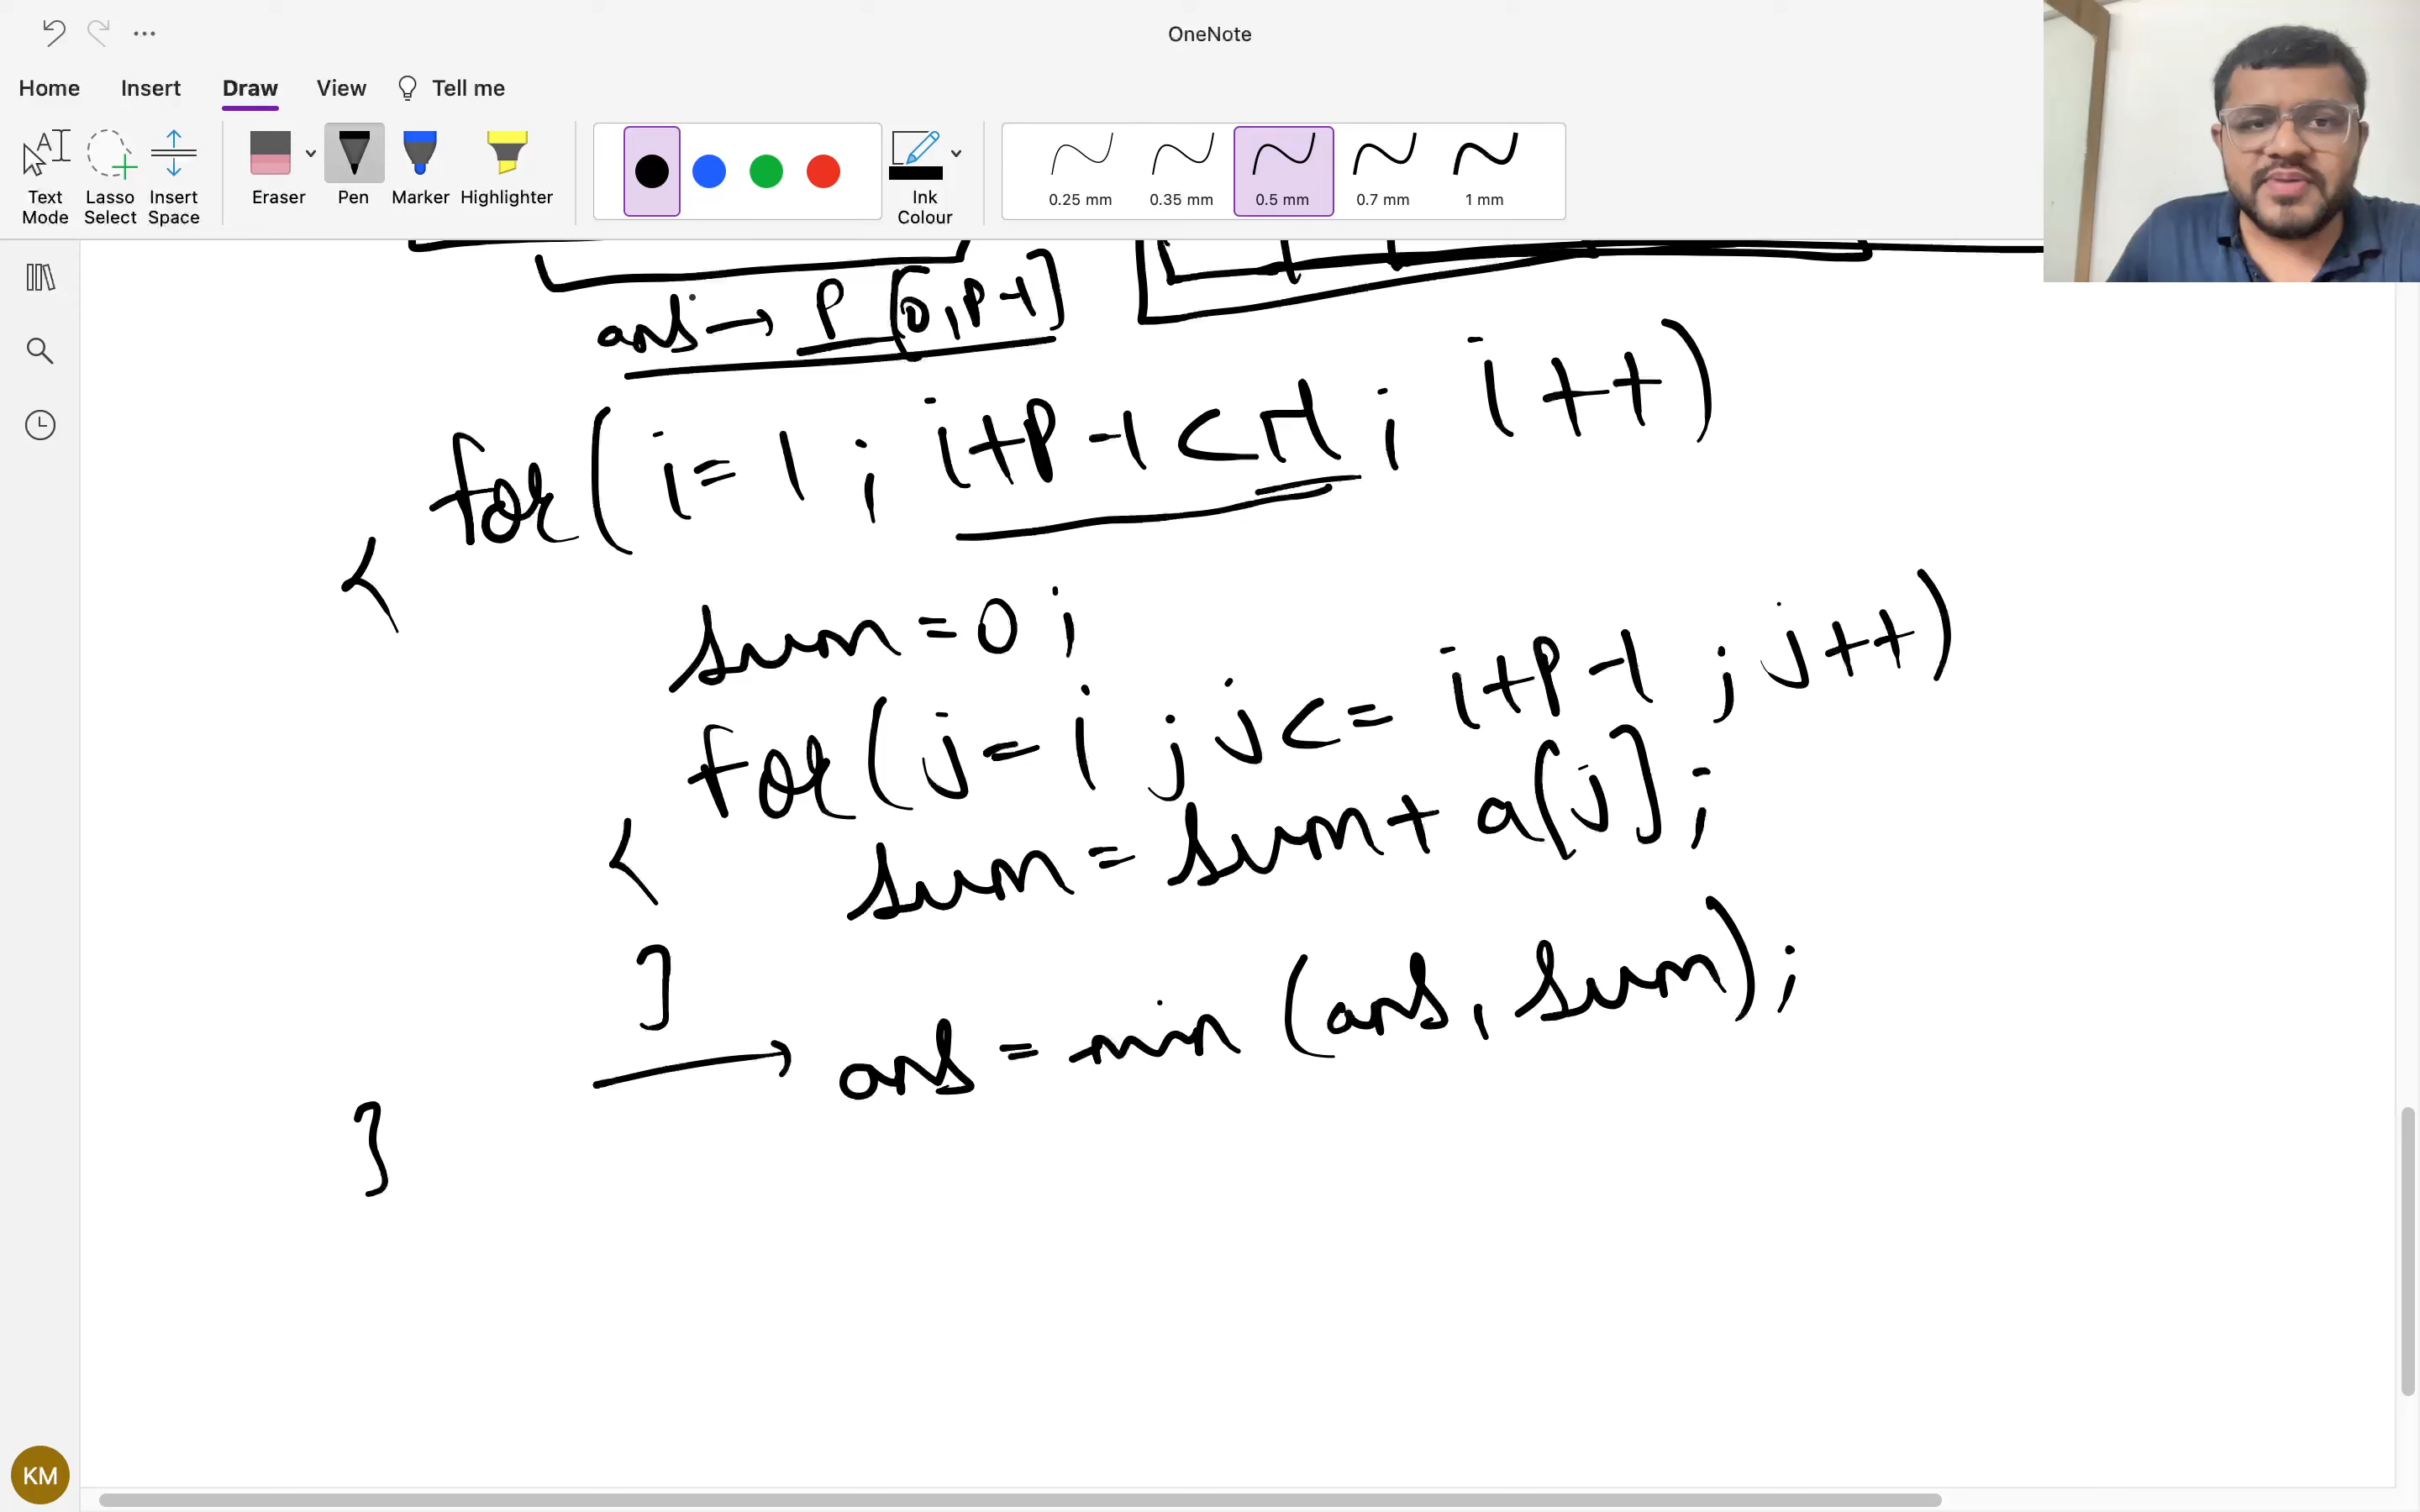 OneNote
Home Insert Draw View Tell me
Text Mode
Lasso Select
Insert Space
Eraser
Pen
Marker
Highlighter
Ink Colour
0.25 mm
0.35 mm
0.5 mm
0.7 mm
1 mm
ans → P [0, P-1]
for( i=1 ; i+P-1 < N ; i++)
{
sum = 0 ;
for( j = i ; j <= i+P-1 ; j++)
{
sum = sum + a[j] ;
}
→ ans = min (ans, sum) ;
}
KM